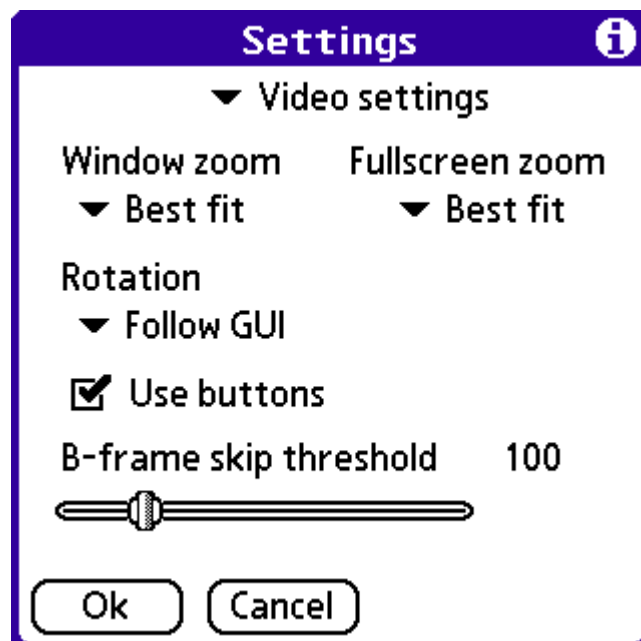 Settings
Video settings
Window zoom Fullscreen zoom
Best fit Best fit
Rotation
Follow GUI
Use buttons
B-frame skip threshold 100
Ok Cancel